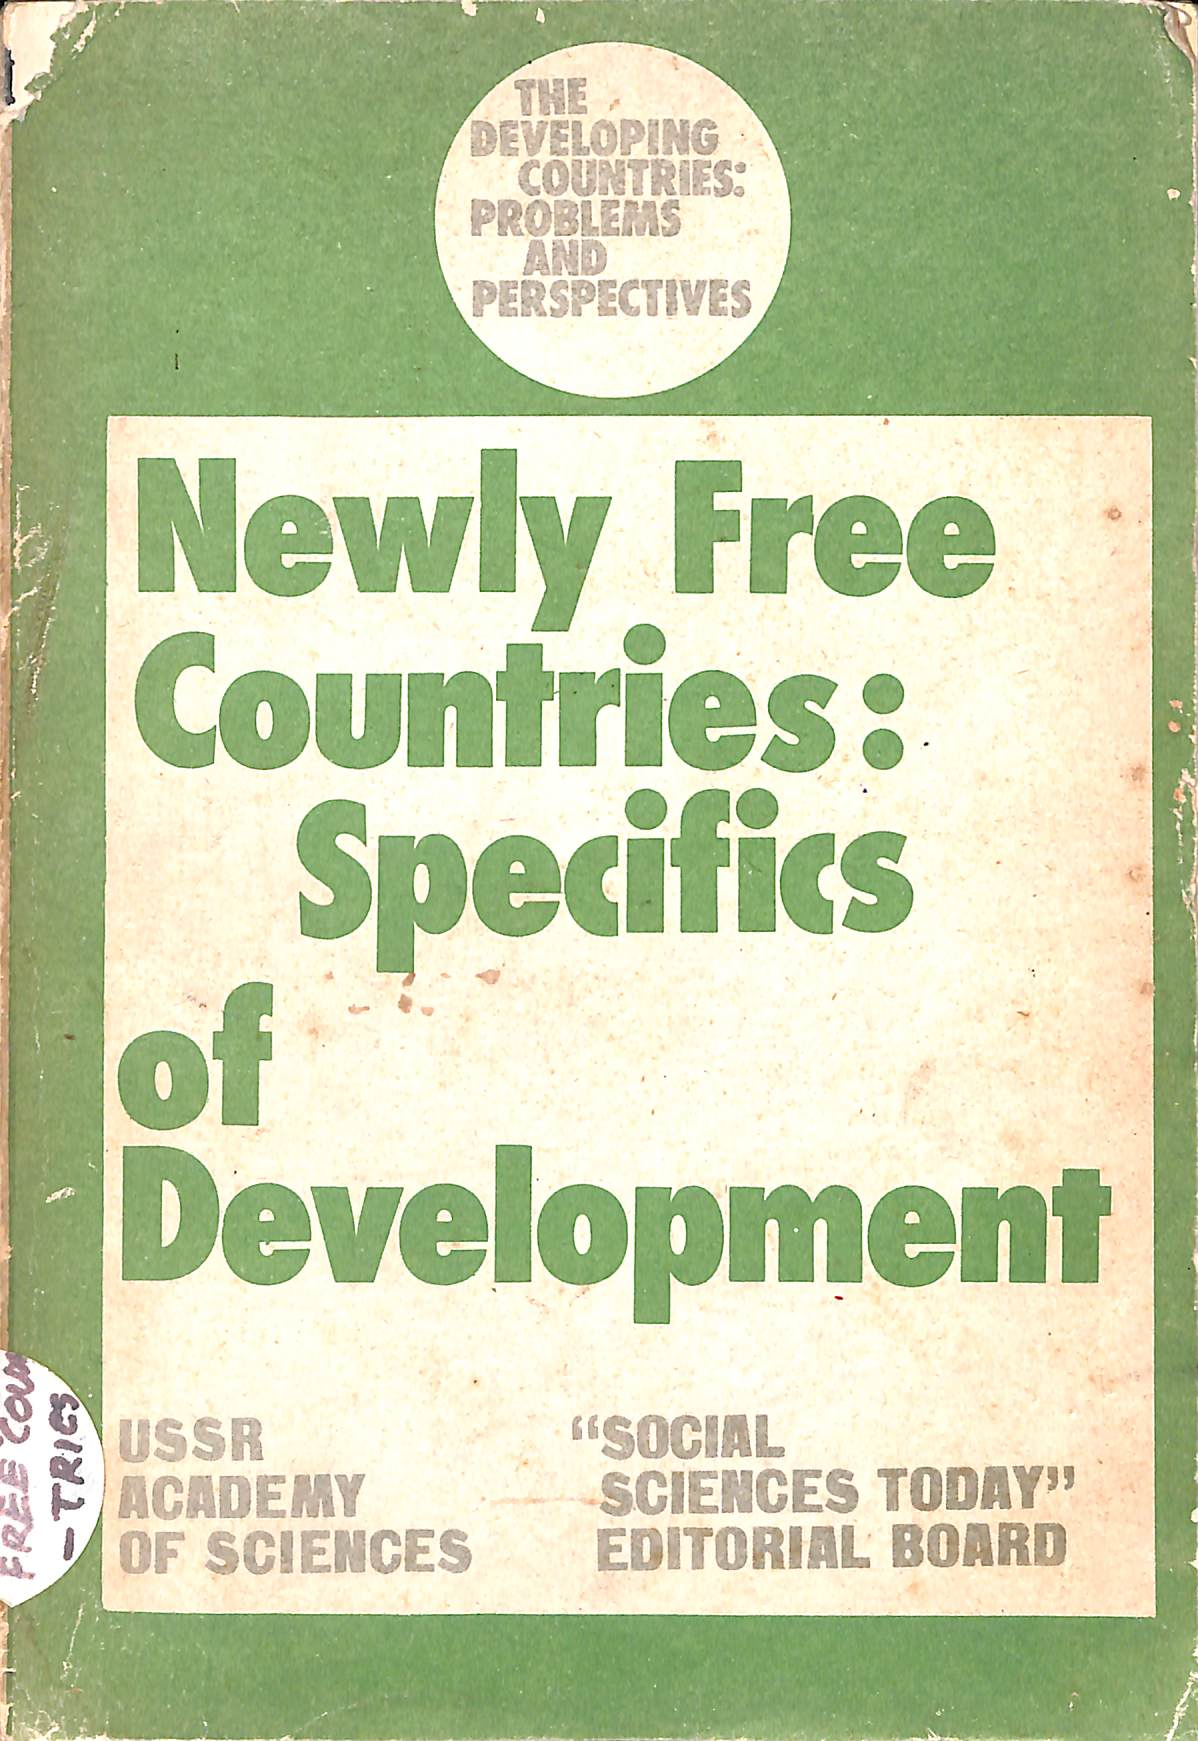 THE
DEVELOPING
COUNTRIES:
PROBLEMS
AND
PERSPECTIVES
Newly Free
Countries:
Specifics
of
Development
USSR
ACADEMY
OF SCIENCES
“SOCIAL
SCIENCES TODAY”
EDITORIAL BOARD
FREE COUN
-TRIES